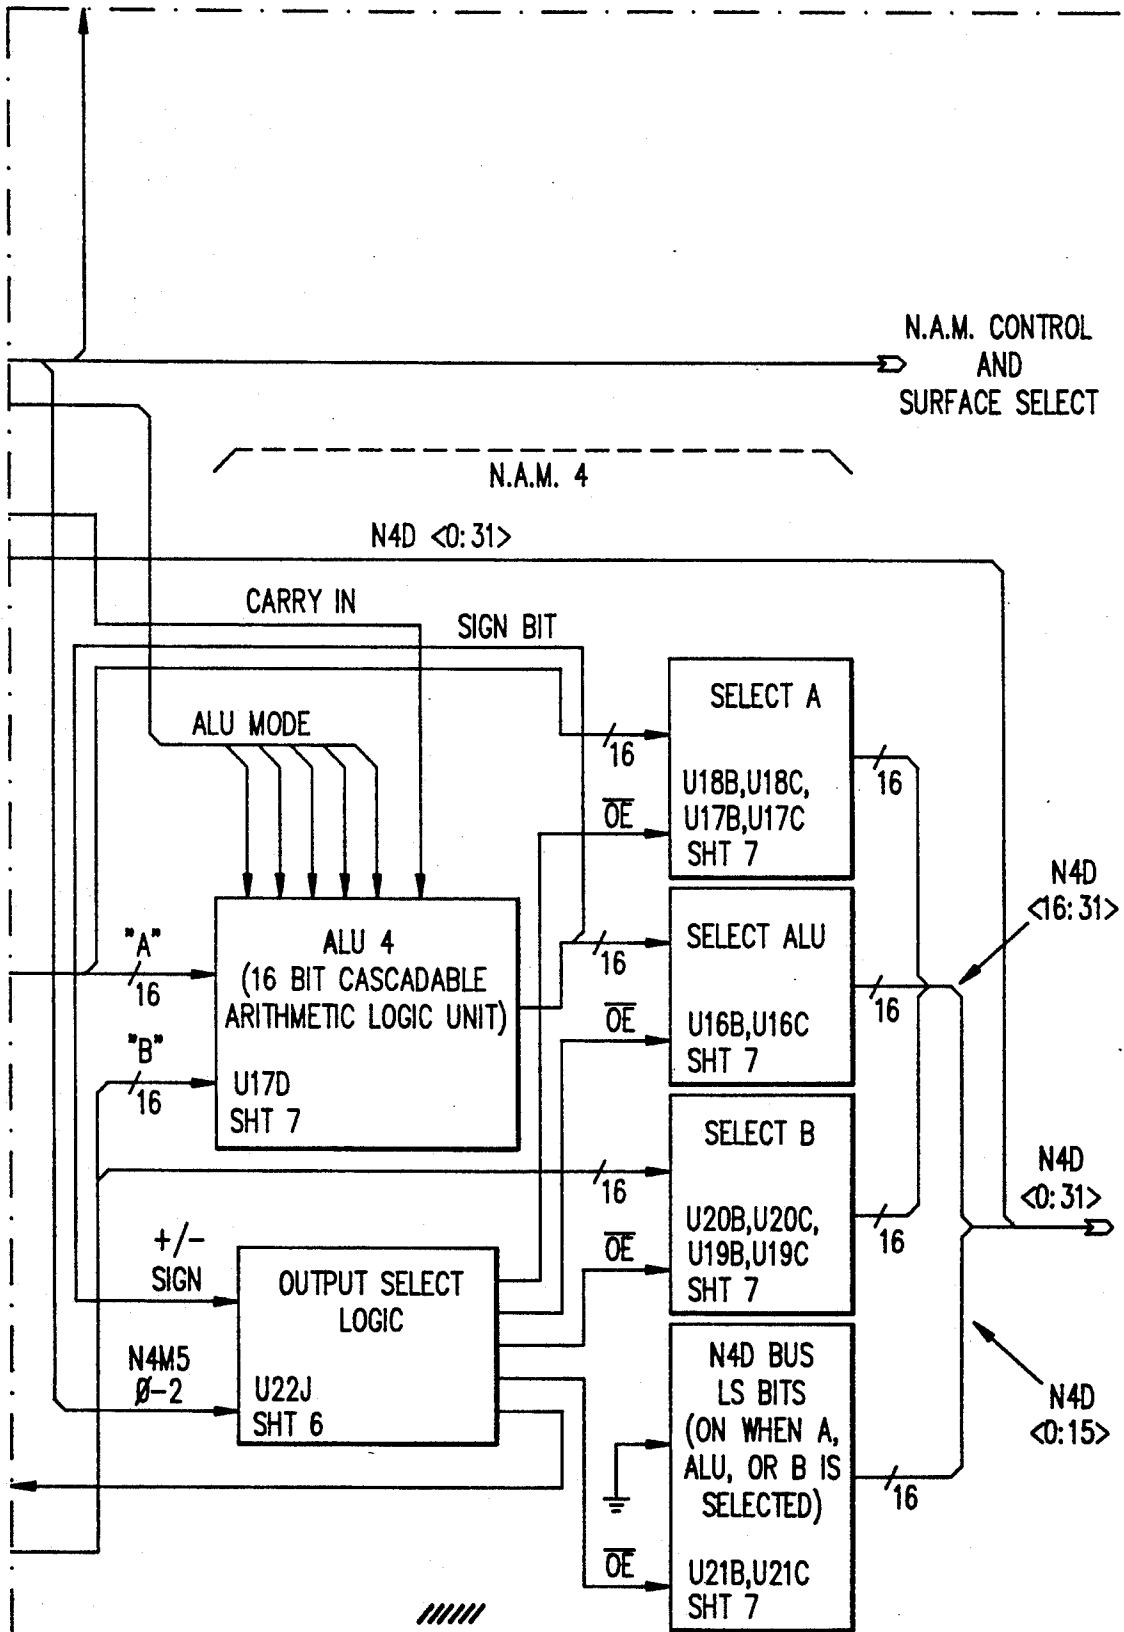 N.A.M. CONTROL
AND
SURFACE SELECT
N.A.M. 4
N4D <0:31>
CARRY IN
SIGN BIT
ALU MODE
SELECT A
16
16
U18B,U18C,
U17B,U17C
SHT 7
OE
N4D
<16:31>
"A"
16
ALU 4
(16 BIT CASCADABLE
ARITHMETIC LOGIC UNIT)
"B"
16
U17D
SHT 7
16
SELECT ALU
16
OE
U16B,U16C
SHT 7
SELECT B
16
16
OE
U20B,U20C,
U19B,U19C
SHT 7
N4D
<0:31>
+/-
SIGN
OUTPUT SELECT
LOGIC
N4M5
Ø-2
U22J
SHT 6
N4D BUS
LS BITS
(ON WHEN A,
ALU, OR B IS
SELECTED)
16
N4D
<0:15>
OE
U21B,U21C
SHT 7